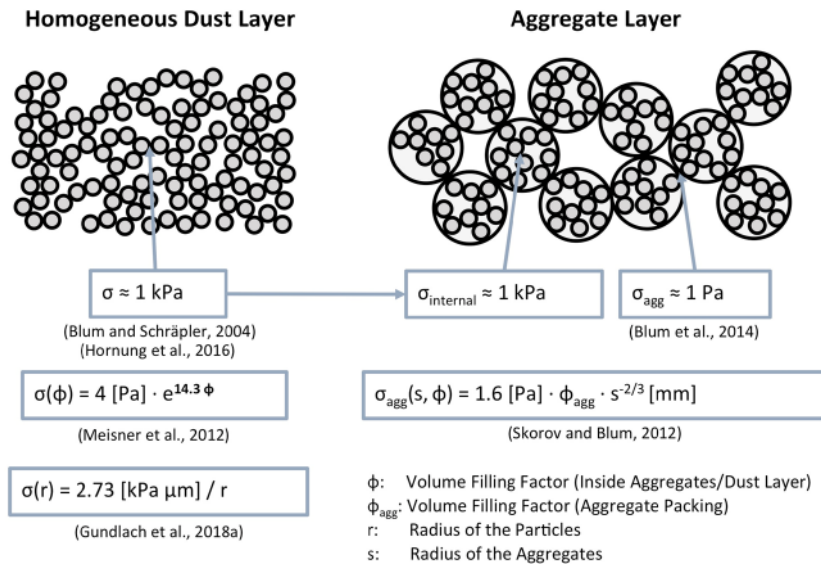 Homogeneous Dust Layer
Aggregate Layer
σ ≈ 1 kPa
σinternal ≈ 1 kPa
σagg ≈ 1 Pa
(Blum and Schräpler, 2004)
(Hornung et al., 2016)
(Blum et al., 2014)
σ(ϕ) = 4 [Pa] · e^14.3 ϕ
(Meisner et al., 2012)
σagg(s, ϕ) = 1.6 [Pa] · ϕagg · s^-2/3 [mm]
(Skorov and Blum, 2012)
σ(r) = 2.73 [kPa μm] / r
(Gundlach et al., 2018a)
ϕ: Volume Filling Factor (Inside Aggregates/Dust Layer)
ϕagg: Volume Filling Factor (Aggregate Packing)
r: Radius of the Particles
s: Radius of the Aggregates